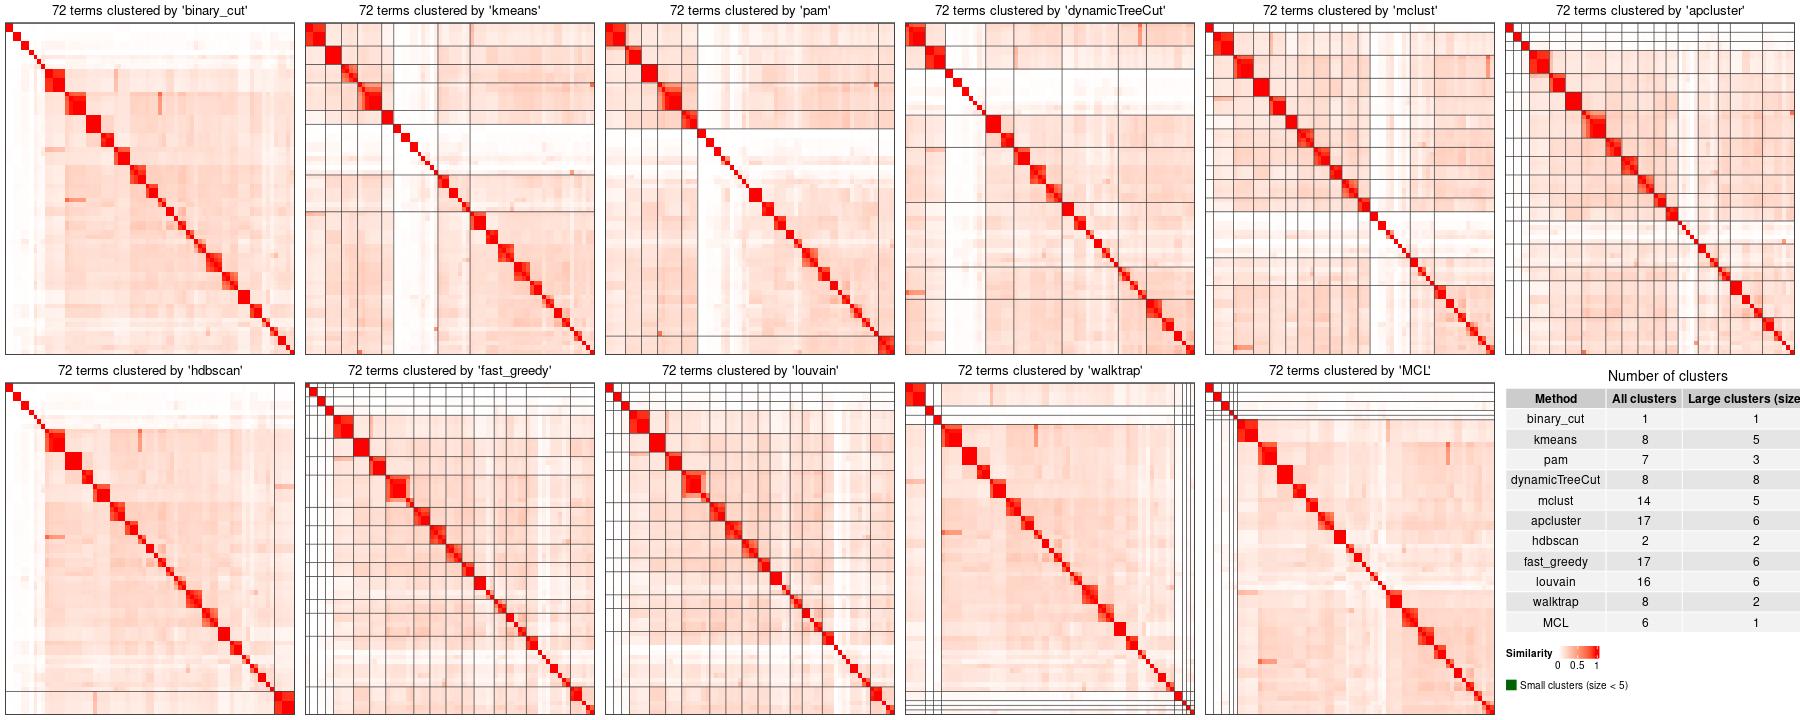 72 terms clustered by 'binary_cut'
72 terms clustered by 'kmeans'
72 terms clustered by 'pam'
72 terms clustered by 'dynamicTreeCut'
72 terms clustered by 'mclust'
72 terms clustered by 'apcluster'
72 terms clustered by 'hdbscan'
72 terms clustered by 'fast_greedy'
72 terms clustered by 'louvain'
72 terms clustered by 'walktrap'
72 terms clustered by 'MCL'
Number of clusters
Method All clusters Large clusters (size
binary_cut 1 1
kmeans 8 5
pam 7 3
dynamicTreeCut 8 8
mclust 14 5
apcluster 17 6
hdbscan 2 2
fast_greedy 17 6
louvain 16 6
walktrap 8 2
MCL 6 1
Similarity
0 0.5 1
Small clusters (size < 5)